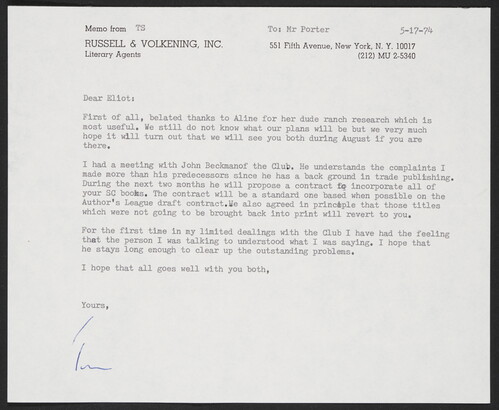 Memo from TS To: Mr Porter 5-17-74
RUSSELL & VOLKENING, INC. 551 Fifth Avenue, New York, N. Y. 10017
Literary Agents (212) MU 2-5340
Dear Eliot:
First of all, belated thanks to Aline for her dude ranch research which is
most useful. We still do not know what our plans will be but we very much
hope it will turn out that we will see you both during August if you are
there.
I had a meeting with John Beckmanof the Club. He understands the complaints I
made more than his predecessors since he has a back ground in trade publishing.
During the next two months he will propose a contract to incorporate all of
your SC books. The contract will be a standard one based when possible on the
Author's League draft contract.We also agreed in principle that those titles
which were not going to be brought back into print will revert to you.
For the first time in my limited dealings with the Club I have had the feeling
that the person I was talking to understood what I was saying. I hope that
he stays long enough to clear up the outstanding problems.
I hope that all goes well with you both,
Yours,
Tim